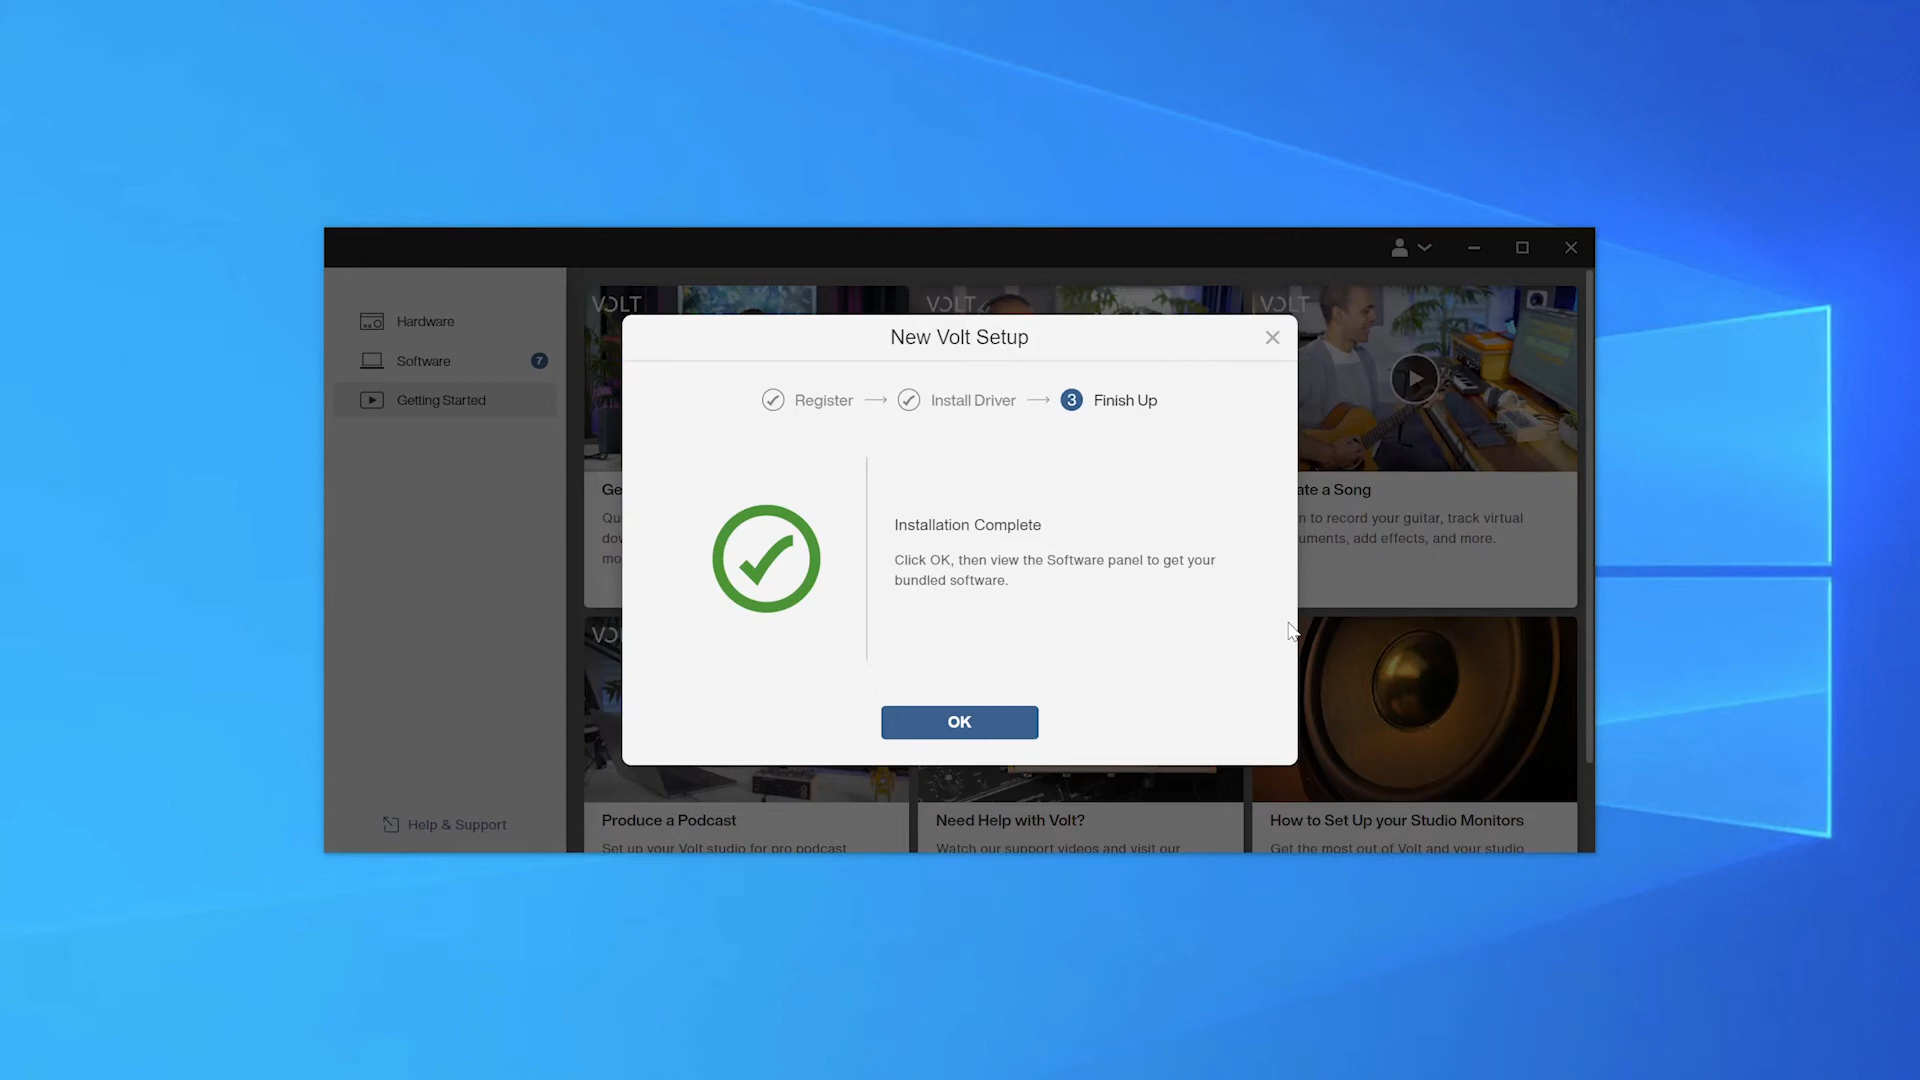 VOLT
VOLT
VOLT
Hardware
Software
7
Getting Started
New Volt Setup
Register
Install Driver
3
Finish Up
Installation Complete
Click OK, then view the Software panel to get your
bundled software.
OK
Ge
Qu
mo
ate a Song
n to record your guitar, track virtual
uments, add effects, and more.
VO
Produce a Podcast
Set up your Volt studio for pro podcast
Need Help with Volt?
Watch our support videos and visit our
How to Set Up your Studio Monitors
Get the most out of Volt and your studio
Help & Support